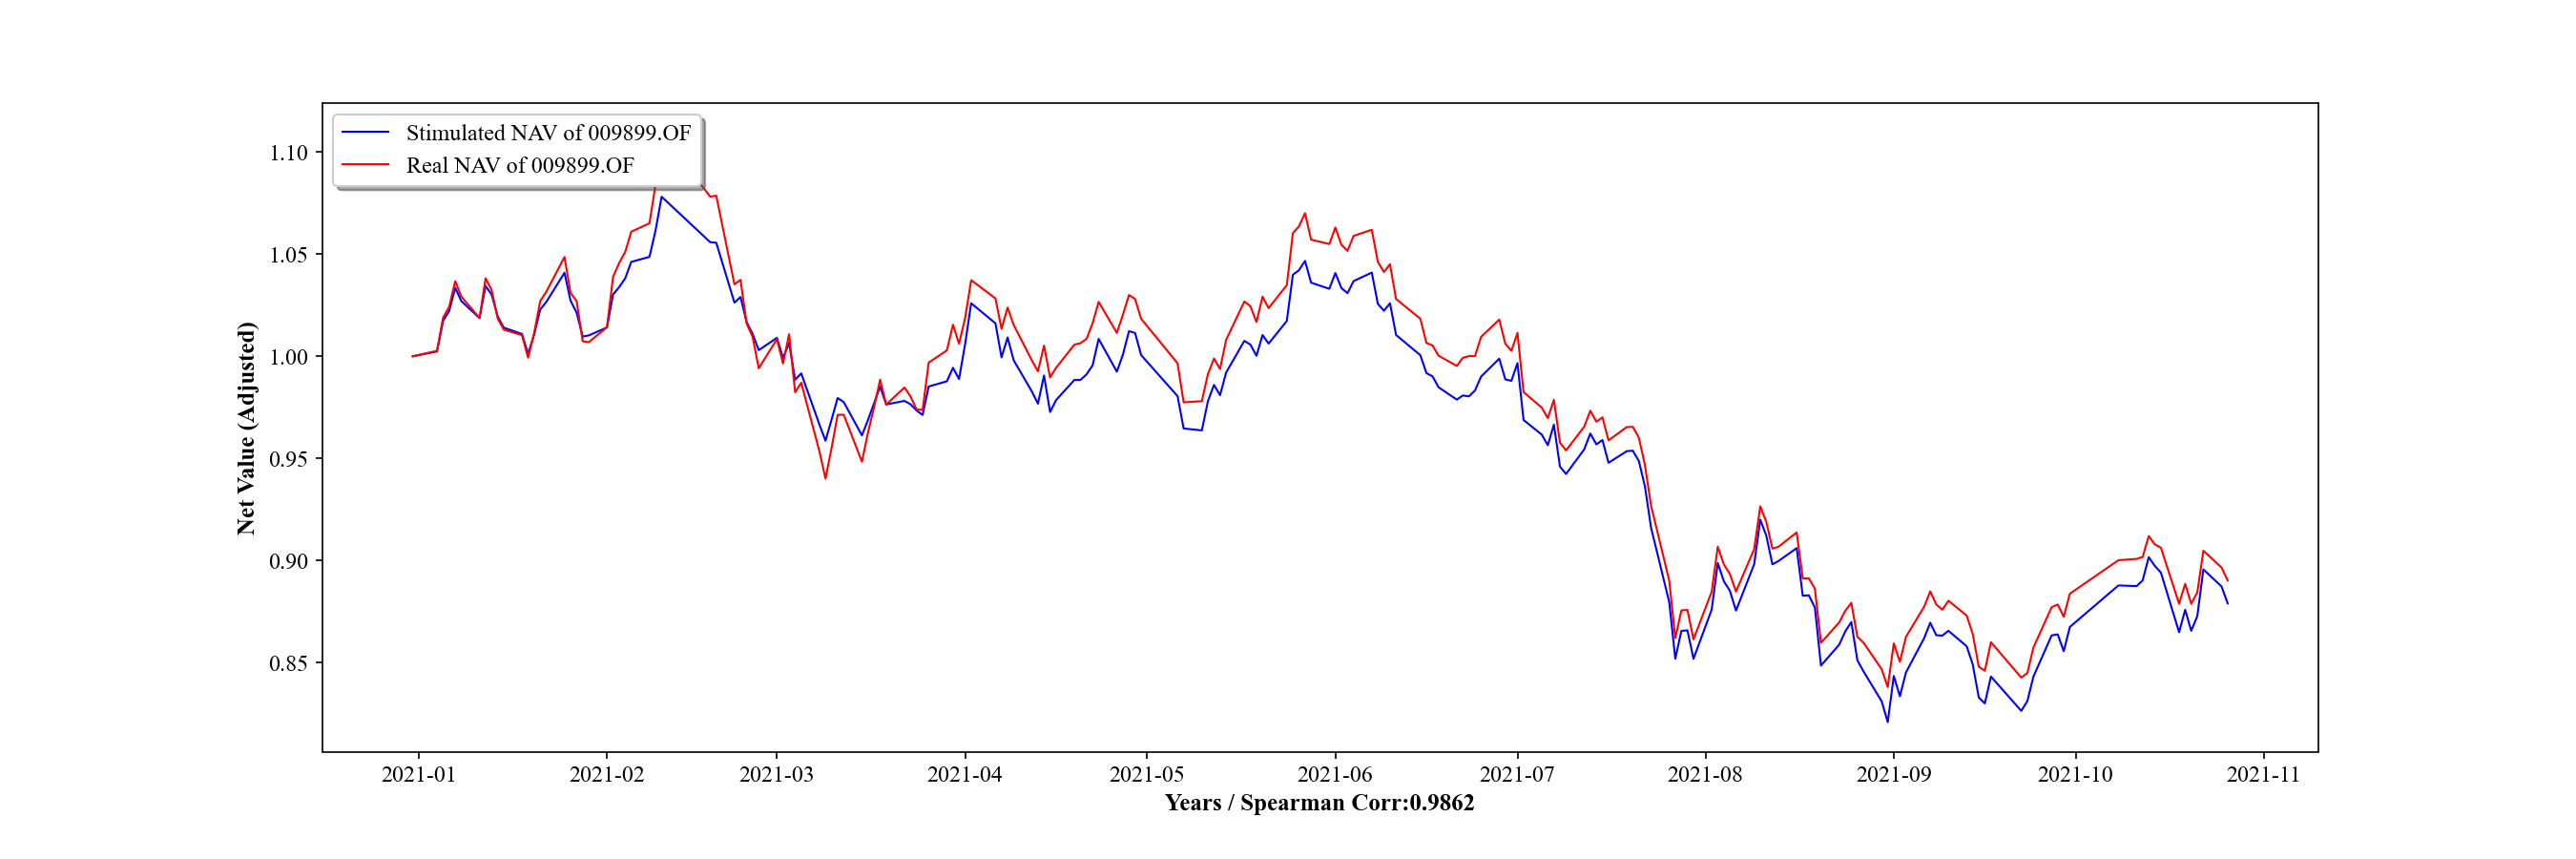 Stimulated NAV of 009899.OF
Real NAV of 009899.OF
Net Value (Adjusted)
1.10
1.05
1.00
0.95
0.90
0.85
2021-01 2021-02 2021-03 2021-04 2021-05 2021-06 2021-07 2021-08 2021-09 2021-10 2021-11
Years / Spearman Corr:0.9862